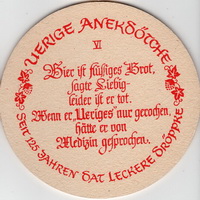 UERIGE ANEKDÖTCHE
VI
Bier ist flüßiges Brot,
sagte Liebig-
leider ist er tot.
Wenn er „Ueriges“ nur gerochen,
hätte er von
Medizin gesprochen.
SEIT 125 JAHREN DAT LECKERE DRÖPPKE